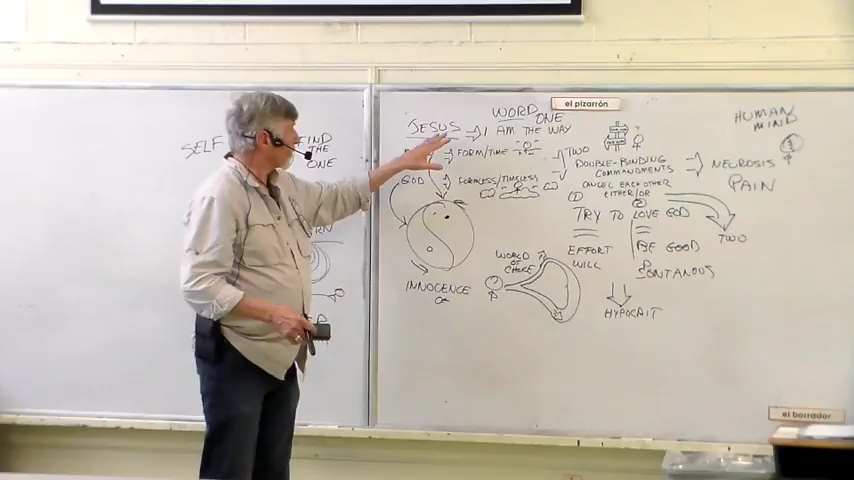 SELF
FIND
THE
ONE
JESUS
WORD
ONE
I AM THE WAY
el pizarrón
HUMAN
MIND
FORM/TIME
TWO
DOUBLE-BINDING
COMMANDMENTS
CANCEL EACH OTHER
EITHER/OR
NEUROSIS
PAIN
GOD
FORMLESS/TIMELESS
1
2
TRY TO LOVE GOD
TWO
EFFORT
WILL
BE GOOD
SPONTANOUS
WORLD
OF
CHOICE
INNOCENCE
HYPOCRIT
el borrador